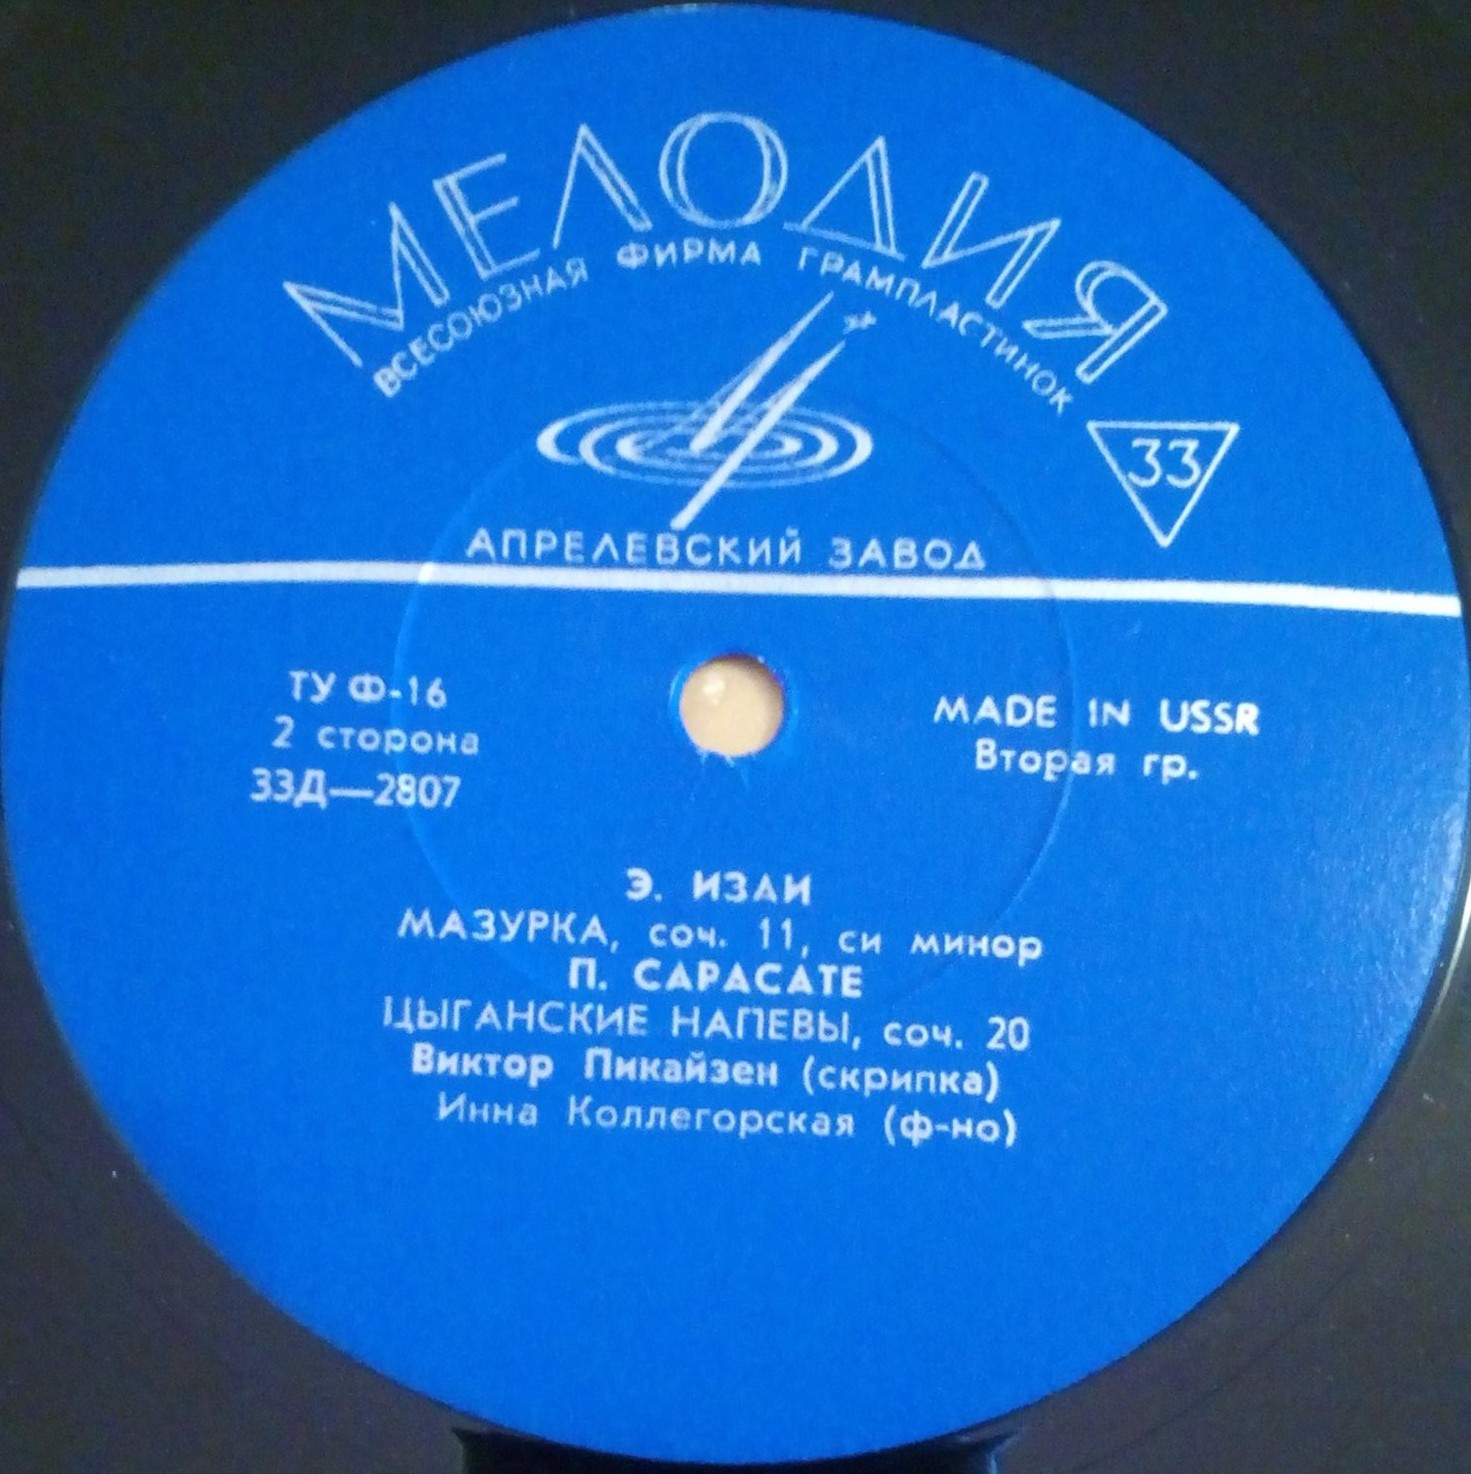 МЕЛОДИЯ
ВСЕСОЮЗНАЯ ФИРМА ГРАМПЛАСТИНОК
33
АПРЕЛЕВСКИЙ ЗАВОД
ТУ Ф-16
2 сторона
33Д—2807
MADE IN USSR
Вторая гр.
Э. ИЗАИ
МАЗУРКА, соч. 11, си минор
П. САРАСАТЕ
ЦЫГАНСКИЕ НАПЕВЫ, соч. 20
Виктор Пикайзен (скрипка)
Инна Коллегорская (ф-но)